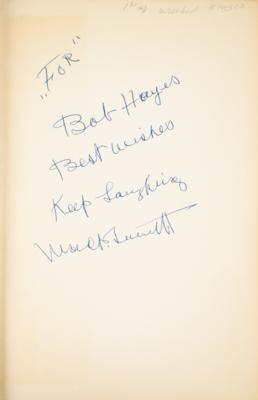 "FOR"
Bob Hayes
Best wishes
Keep Laughing
Mack Sennett